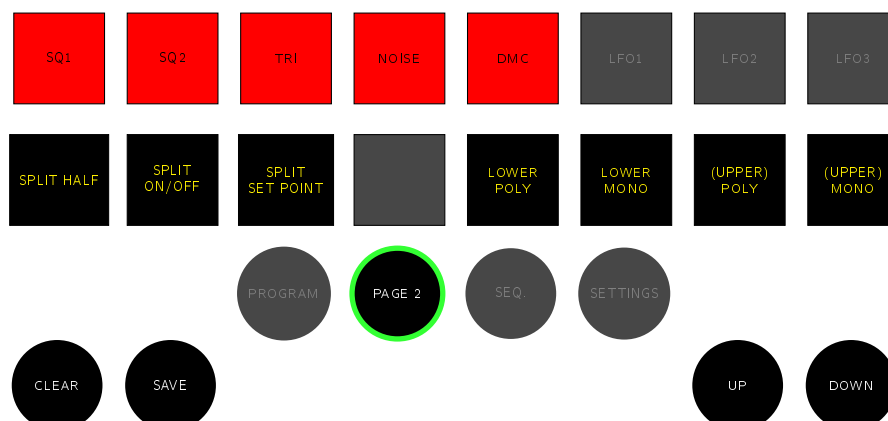 SQ1 SQ2 TRI NOISE DMC LFO1 LFO2 LFO3
SPLIT HALF
SPLIT
ON/OFF
SPLIT
SET POINT
LOWER
POLY
LOWER
MONO
(UPPER)
POLY
(UPPER)
MONO
PROGRAM PAGE 2 SEQ. SETTINGS
CLEAR SAVE UP DOWN